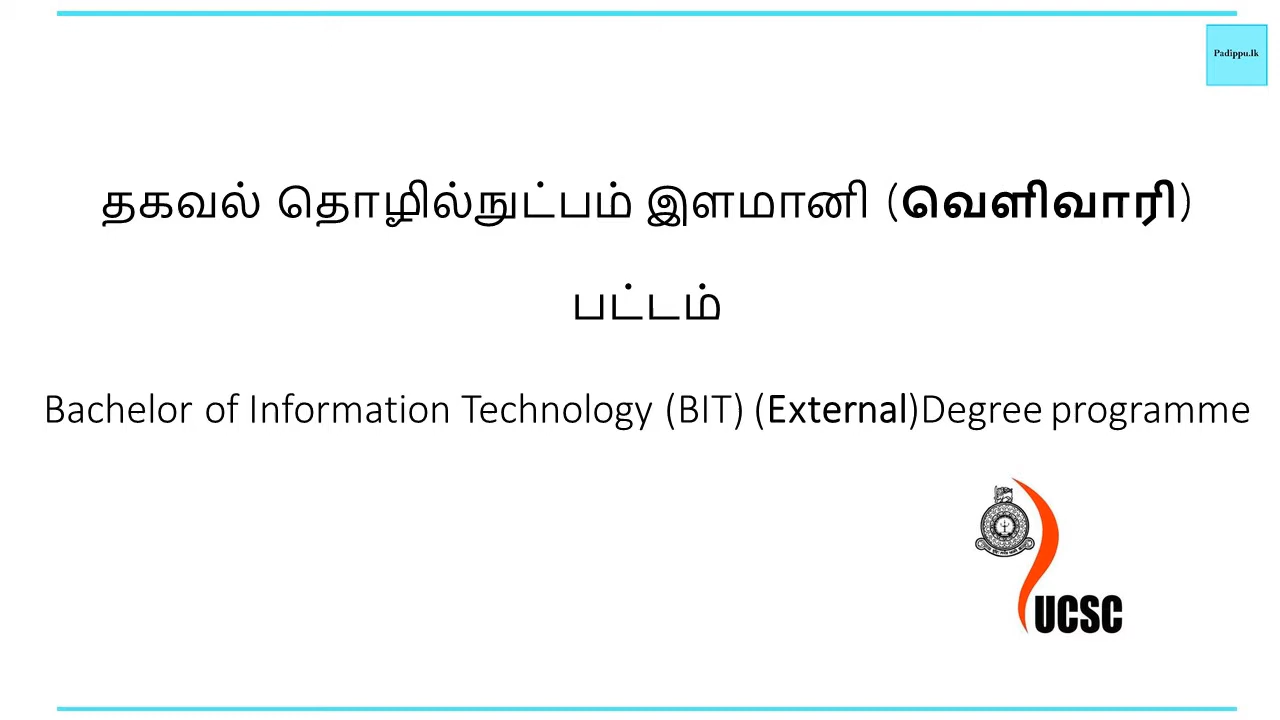 Padippu.lk
தகவல் தொழில்நுட்பம் இளமானி (வெளிவாரி)
பட்டம்
Bachelor of Information Technology (BIT) (External)Degree programme
UCSC